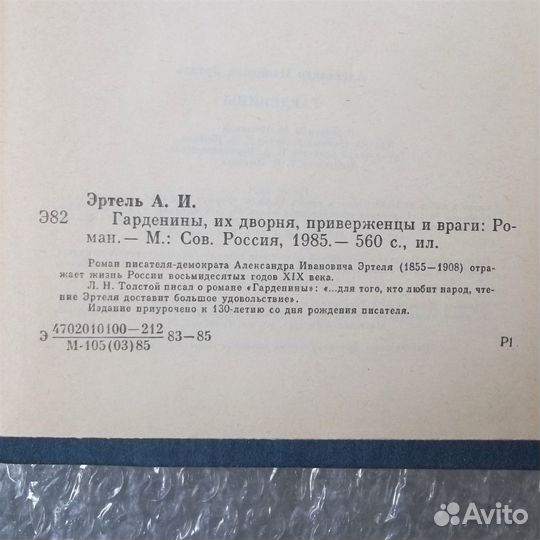 Эртель А. И.
Э82 Гарденины, их дворня, приверженцы и враги: Ро-
ман.— М.: Сов. Россия, 1985.— 560 с., ил.
Роман писателя-демократа Александра Ивановича Эртеля (1855—1908) отра-
жает жизнь России восьмидесятых годов XIX века.
Л. Н. Толстой писал о романе «Гарденины»: «...для того, кто любит народ, чте-
ние Эртеля доставит большое удовольствие».
Издание приурочено к 130-летию со дня рождения писателя.
4702010100—212
Э 83—85
М-105(03)85
Р1
Avito